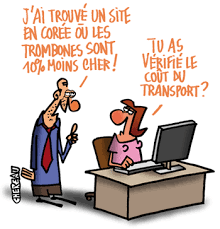 J'AI TROUVÉ UN SITE
EN CORÉE OÙ LES
TROMBONES SONT
10% MOINS CHER !
TU AS
VÉRIFIÉ LE
COÛT DU
TRANSPORT ?
CHEREAU